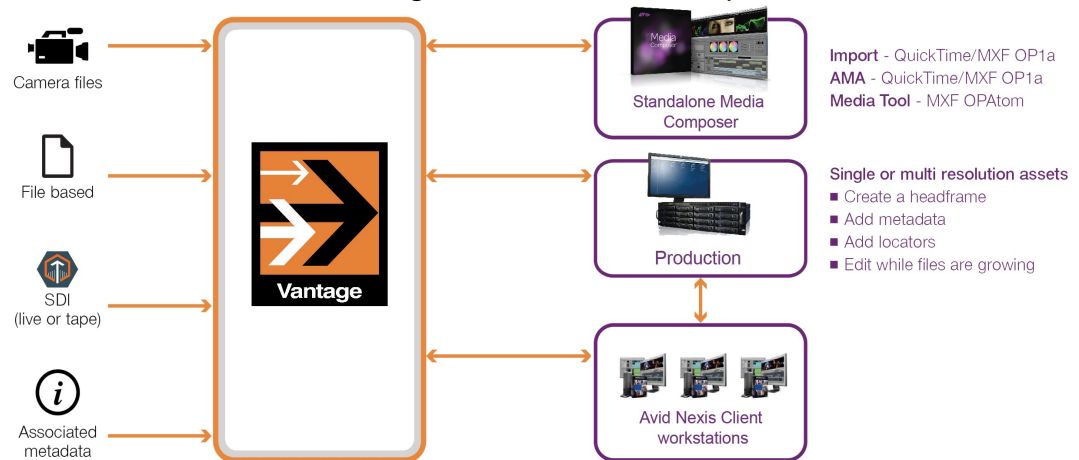 Camera files
File based
SDI
(live or tape)
Associated
metadata
Vantage
Media
Composer
Standalone Media
Composer
Import - QuickTime/MXF OP1a
AMA - QuickTime/MXF OP1a
Media Tool - MXF OPAtom
Production
Single or multi resolution assets
■ Create a headframe
■ Add metadata
■ Add locators
■ Edit while files are growing
Avid Nexis Client
workstations